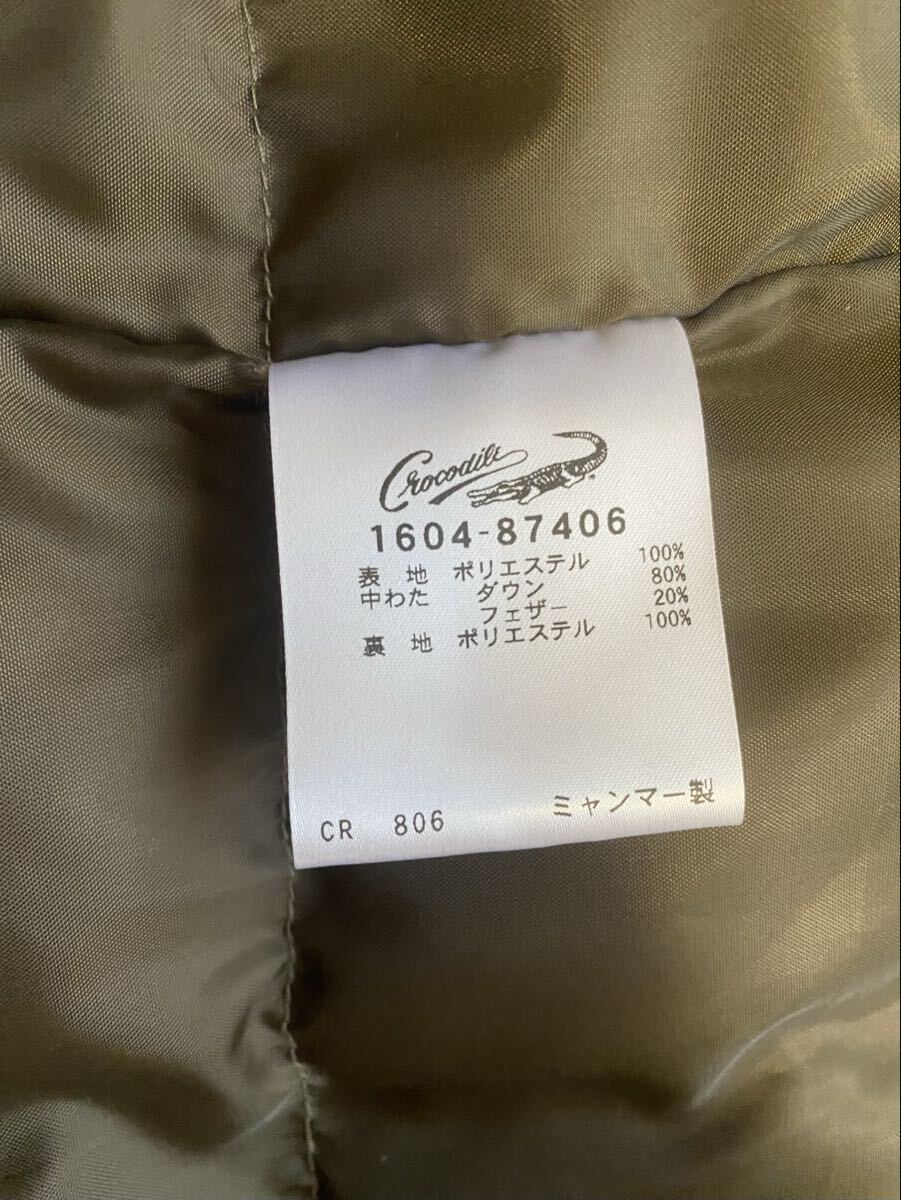 Crocodile
1604-87406
表 地 ポリエステル 100%
中わた ダウン 80%
フェザー 20%
裏 地 ポリエステル 100%
CR 806 ミャンマー製